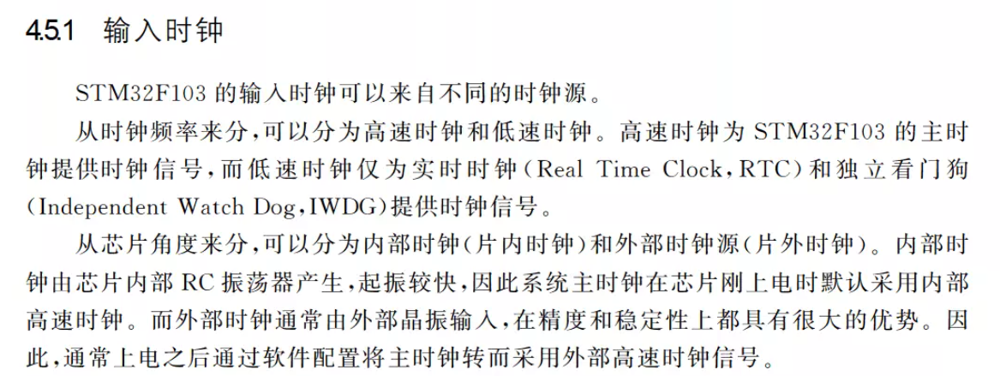 4.5.1 输入时钟
STM32F103 的输入时钟可以来自不同的时钟源。
从时钟频率来分,可以分为高速时钟和低速时钟。高速时钟为 STM32F103 的主时
钟提供时钟信号,而低速时钟仅为实时时钟(Real Time Clock,RTC)和独立看门狗
(Independent Watch Dog,IWDG)提供时钟信号。
从芯片角度来分,可以分为内部时钟(片内时钟)和外部时钟源(片外时钟)。内部时
钟由芯片内部 RC 振荡器产生,起振较快,因此系统主时钟在芯片刚上电时默认采用内部
高速时钟。而外部时钟通常由外部晶振输入,在精度和稳定性上都具有很大的优势。因
此,通常上电之后通过软件配置将主时钟转而采用外部高速时钟信号。